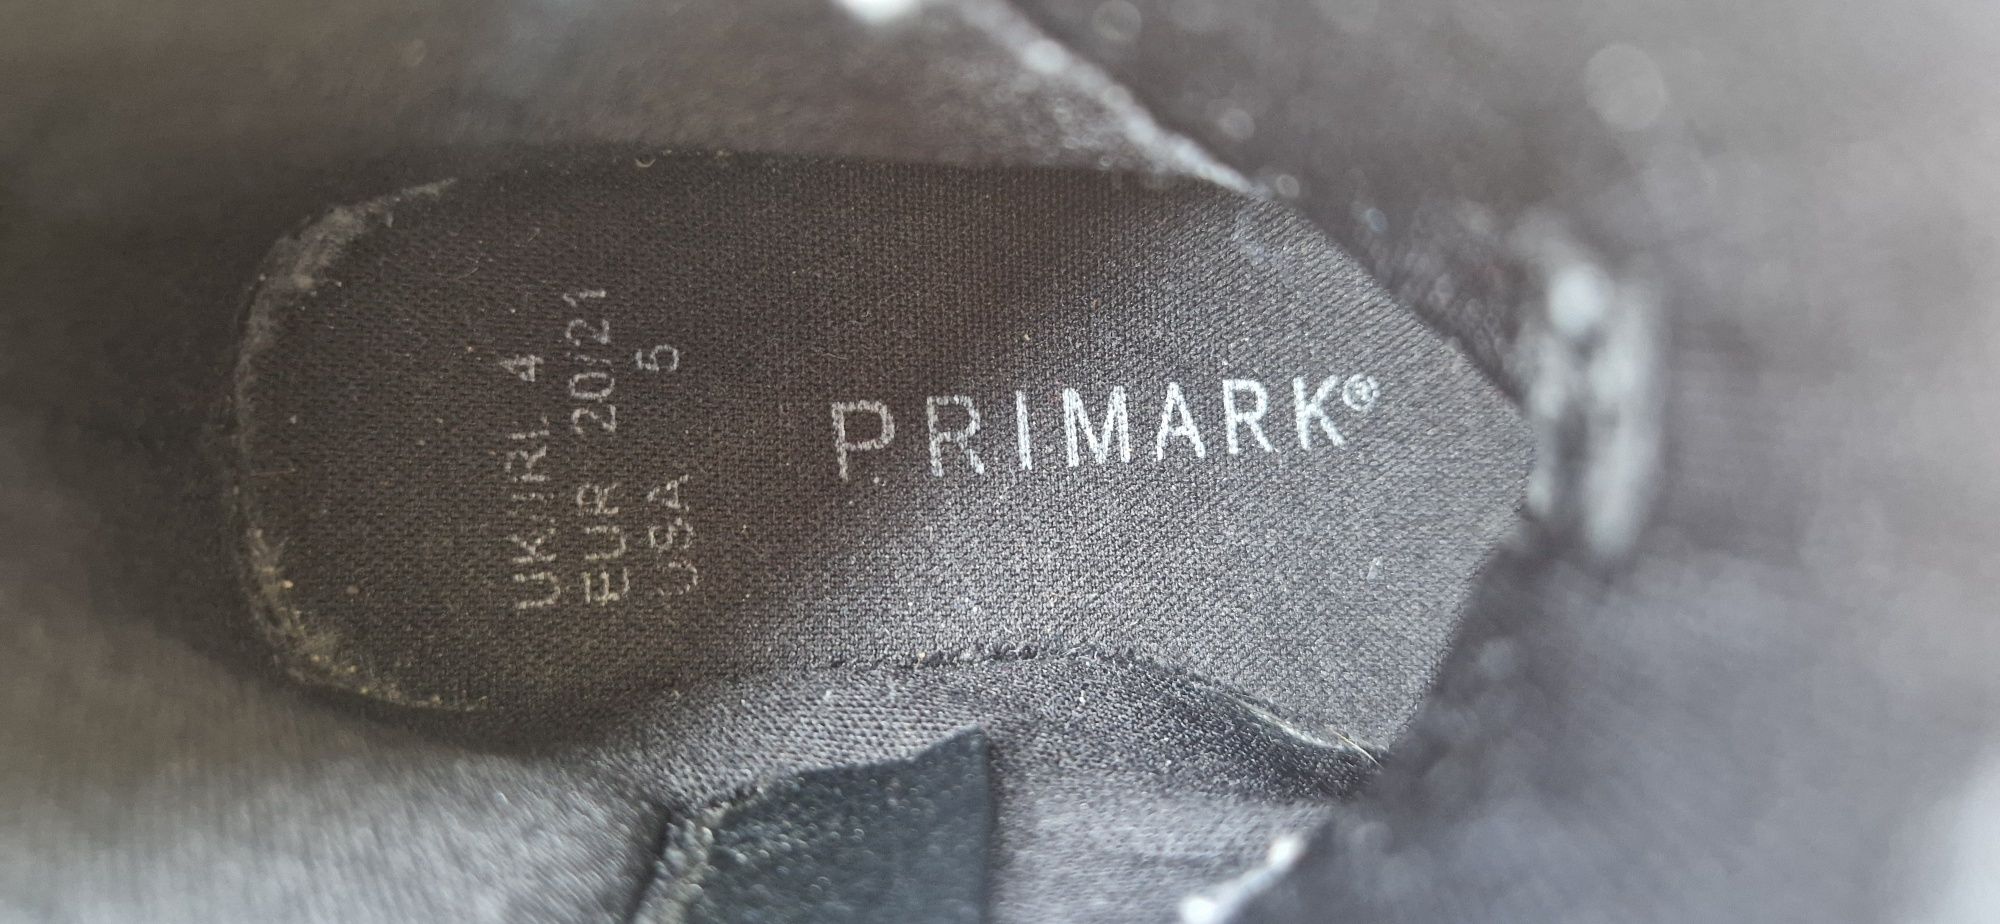 PRIMARK®
UK/IRL 4
EUR 20/21
USA 5